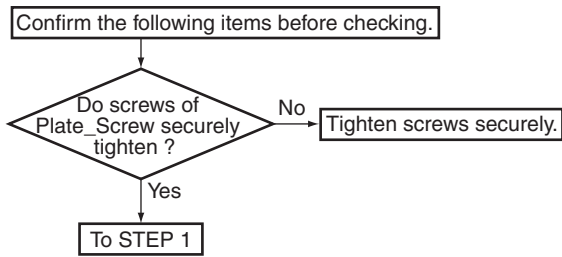 Confirm the following items before checking.
Do screws of
Plate_Screw securely
tighten ?
No
Tighten screws securely.
Yes
To STEP 1